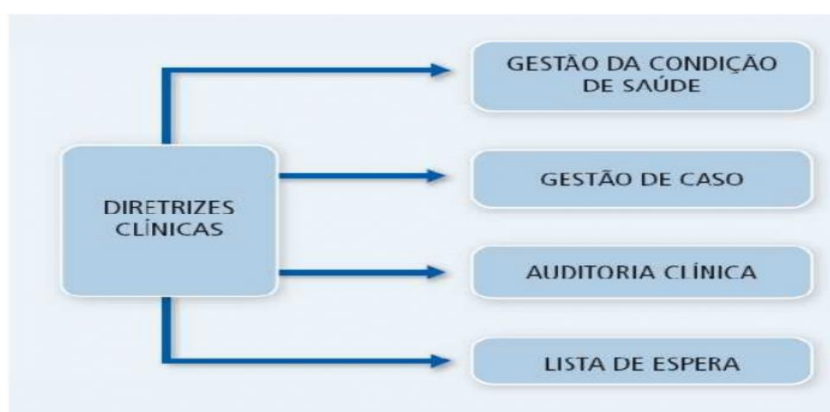 GESTÃO DA CONDIÇÃO
DE SAÚDE
GESTÃO DE CASO
DIRETRIZES
CLÍNICAS
AUDITORIA CLÍNICA
LISTA DE ESPERA